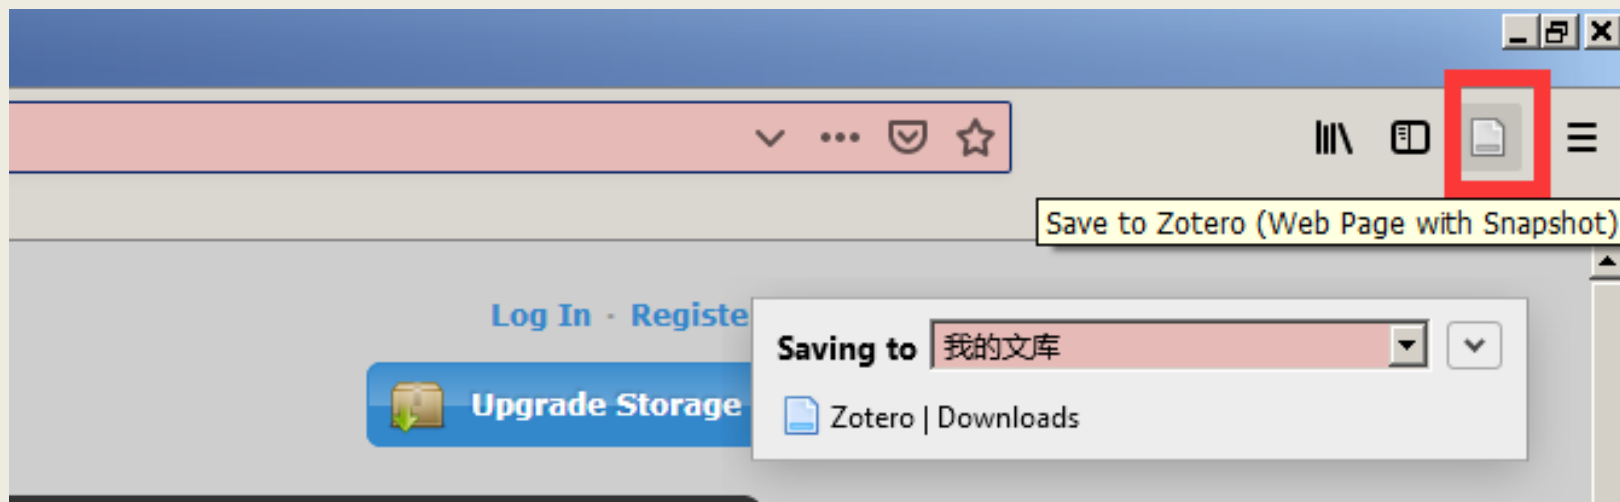 Save to Zotero (Web Page with Snapshot)
Log In · Registe
Saving to 我的文库
Upgrade Storage
Zotero | Downloads